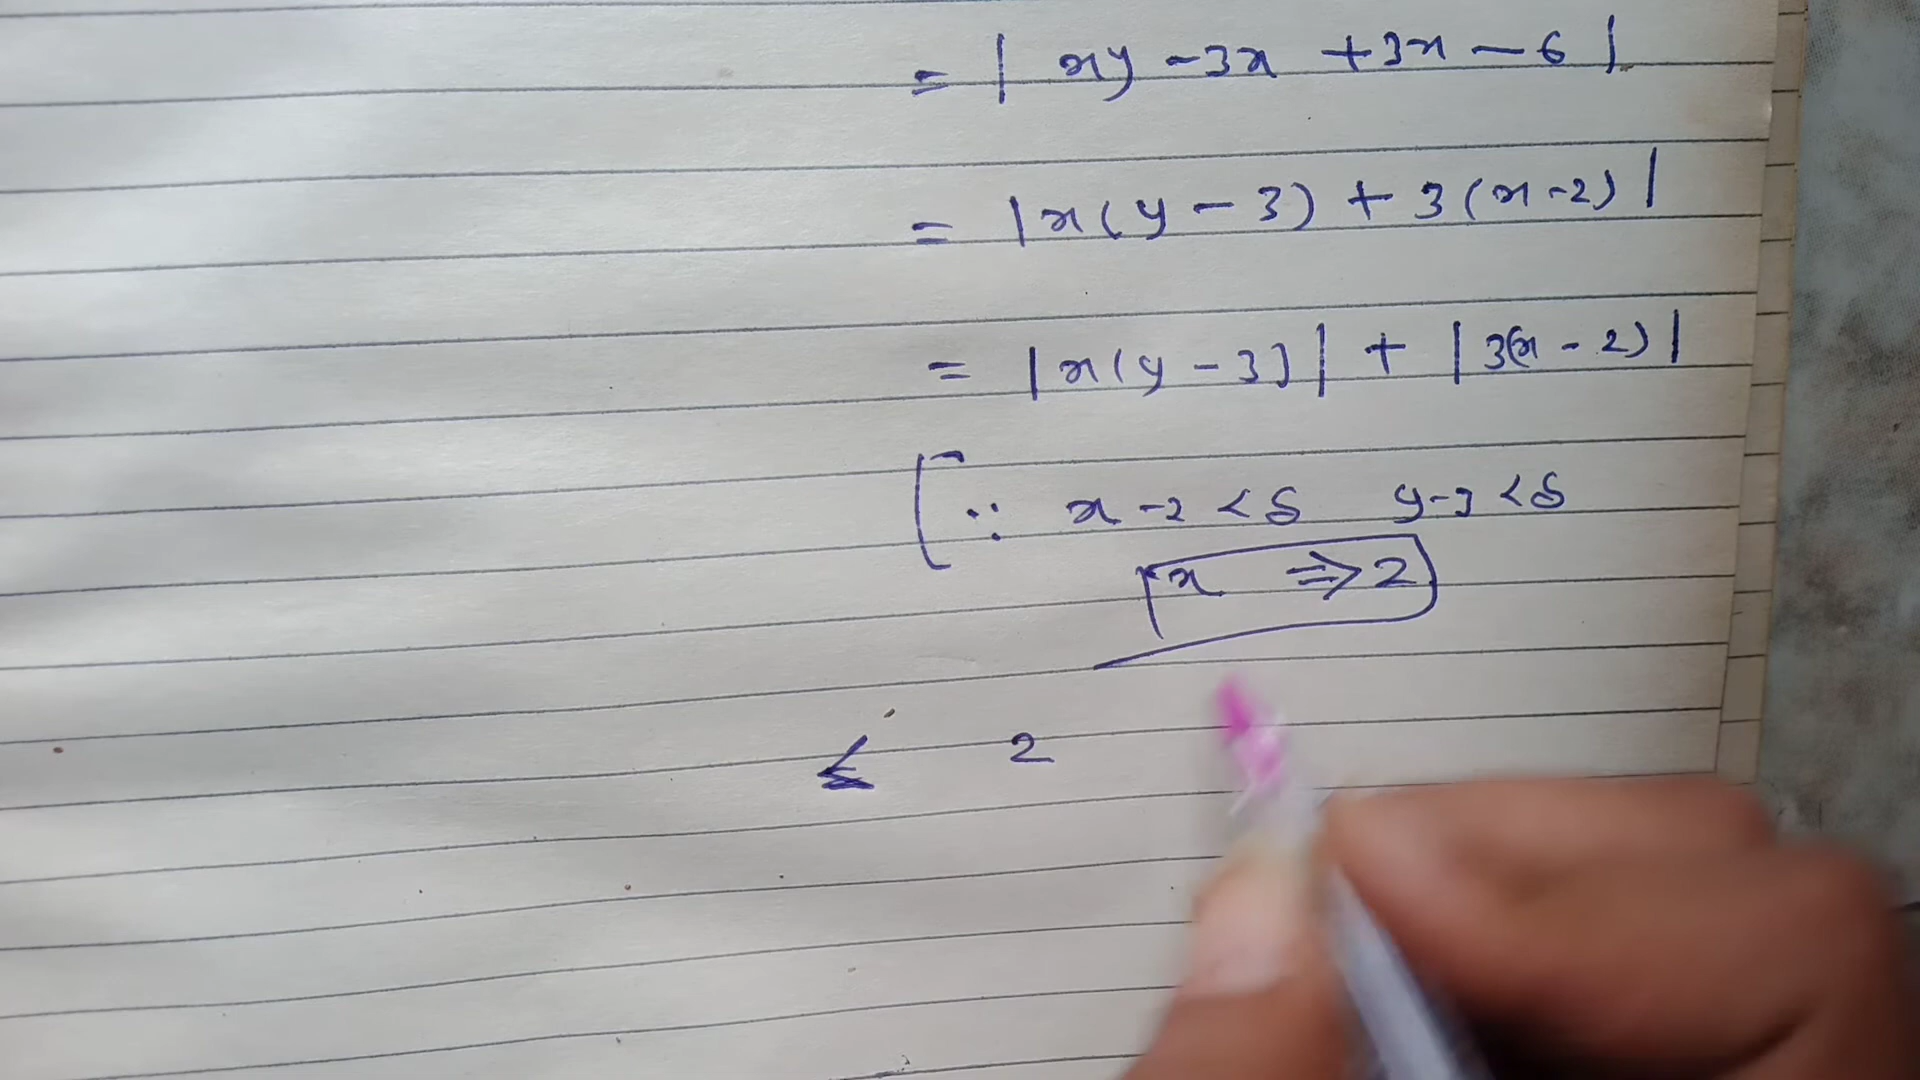 = | xy - 3x + 3x - 6 |
= | x(y - 3) + 3(x - 2) |
= | x(y - 3) | + | 3(x - 2) |
[ ∵ x - 2 < δ y - 3 < δ
x ⇒ 2
≤ 2